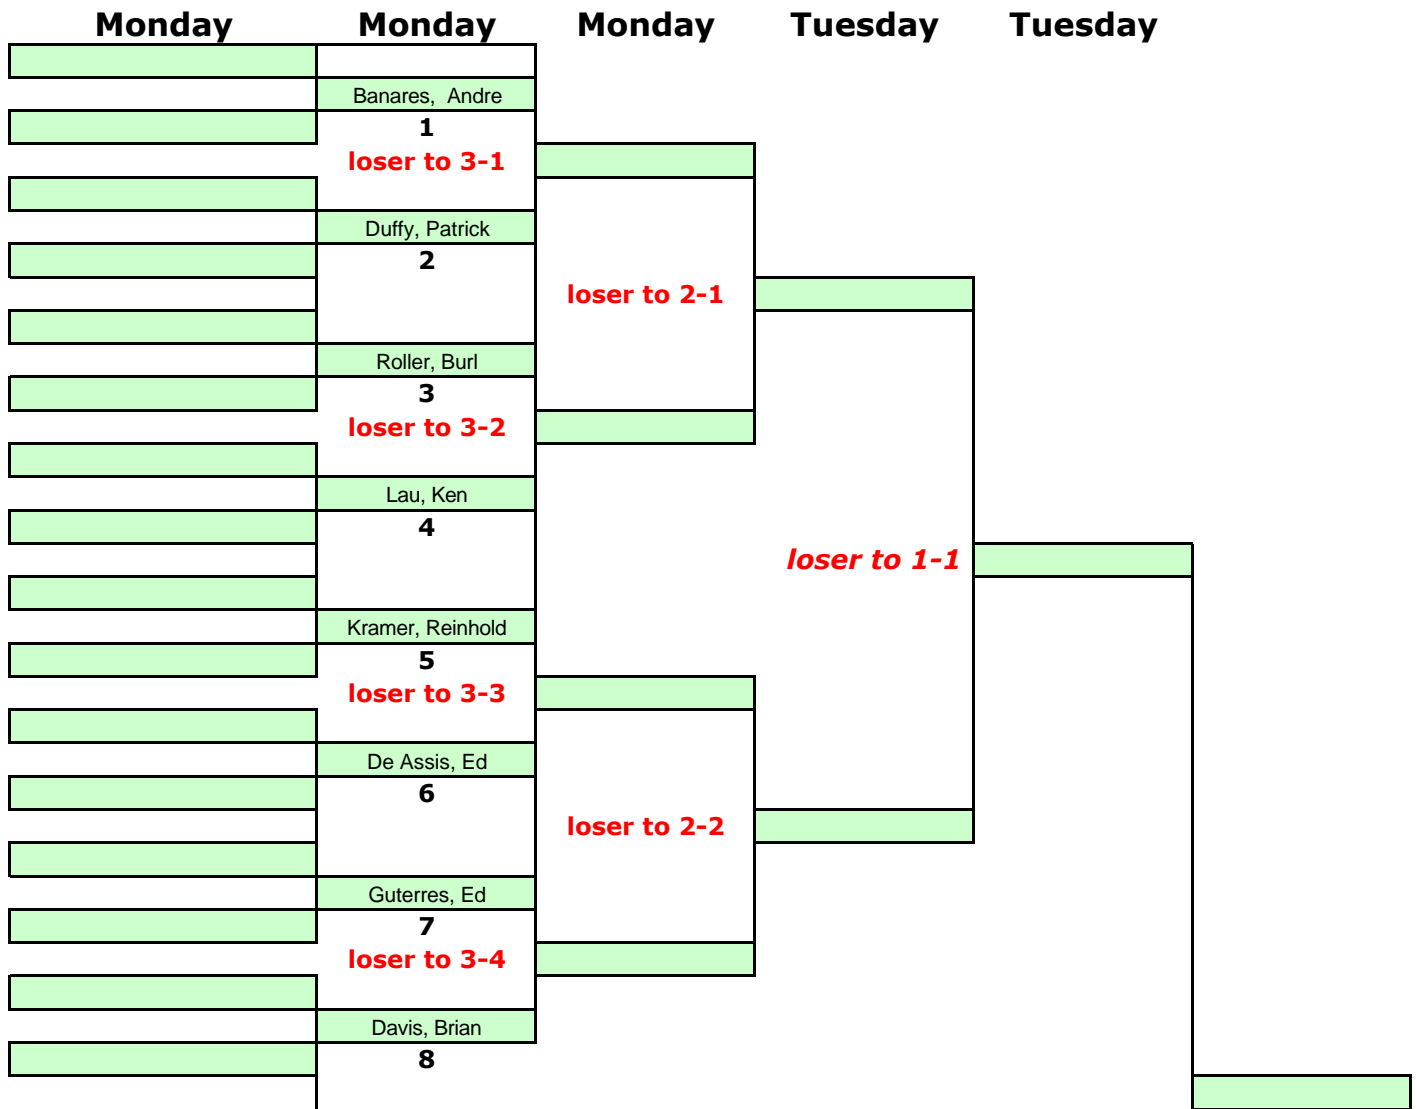 Monday Monday Monday Tuesday Tuesday
Banares,  Andre
1
loser to 3-1
Duffy, Patrick
2
loser to 2-1
Roller, Burl
3
loser to 3-2
Lau, Ken
4
loser to 1-1
Kramer, Reinhold
5
loser to 3-3
De Assis, Ed
6
loser to 2-2
Guterres, Ed
7
loser to 3-4
Davis, Brian
8